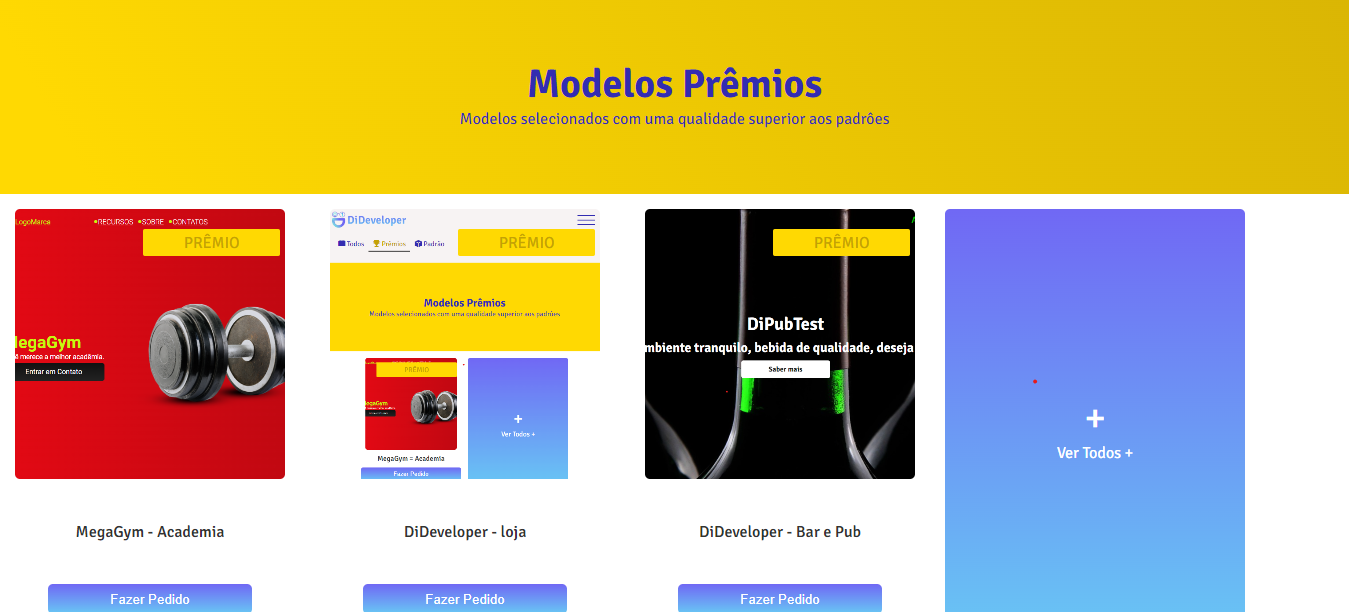 Modelos Prêmios
Modelos selecionados com uma qualidade superior aos padrões
LogoMarca
RECURSOS
SOBRE
CONTATOS
PRÊMIO
legaGym
é merece a melhor acadêmia.
Entrar em Contato
MegaGym - Academia
Fazer Pedido
DiDeveloper
Todos
Prêmios
Padrão
PRÊMIO
Modelos Prêmios
Modelos selecionados com uma qualidade superior aos padrões
PRÊMIO
legaGym
MegaGym - Academia
Fazer Pedido
+
Ver Todos +
DiDeveloper - loja
Fazer Pedido
PRÊMIO
DiPubTest
mbiente tranquilo, bebida de qualidade, deseja
Saber mais
DiDeveloper - Bar e Pub
Fazer Pedido
+
Ver Todos +